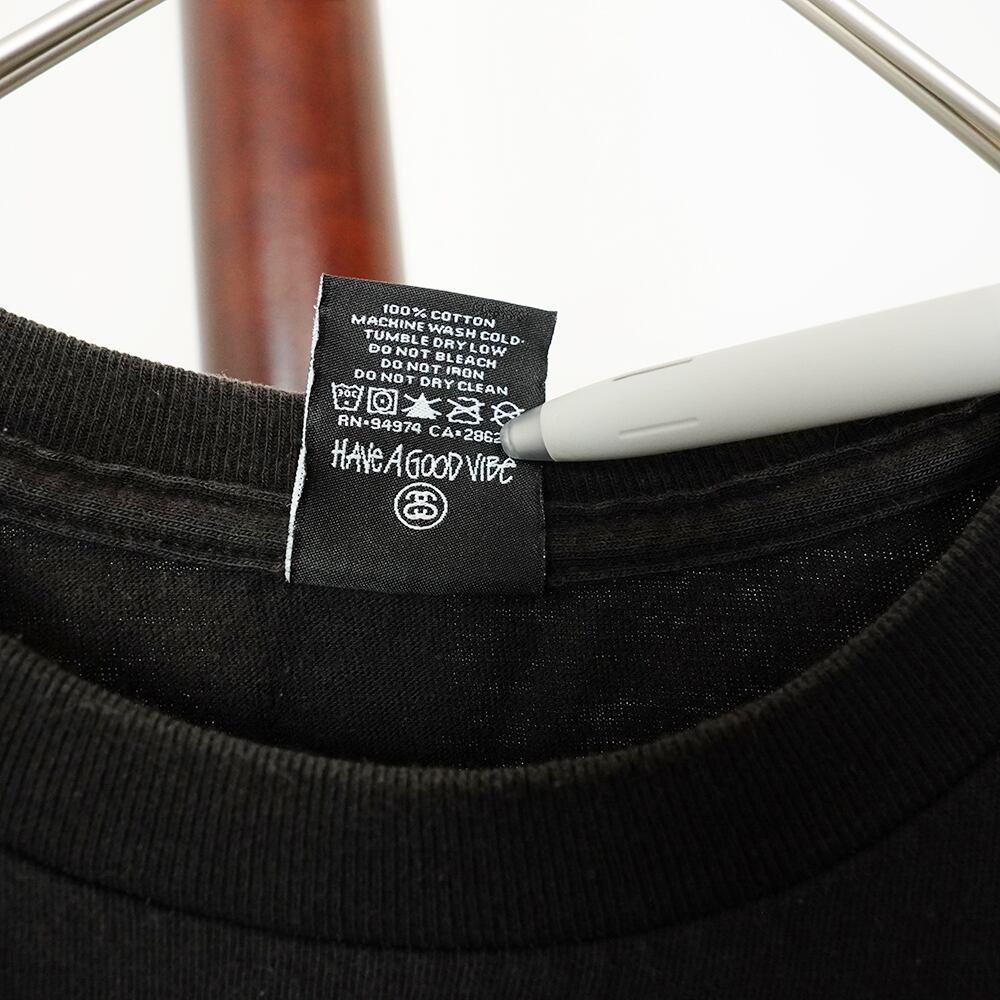 100% COTTON
MACHINE WASH COLD
TUMBLE DRY LOW
DO NOT BLEACH
DO NOT IRON
DO NOT DRY CLEAN
30C
RN#94974 CA#2862
HAVE A GOOD VIBE